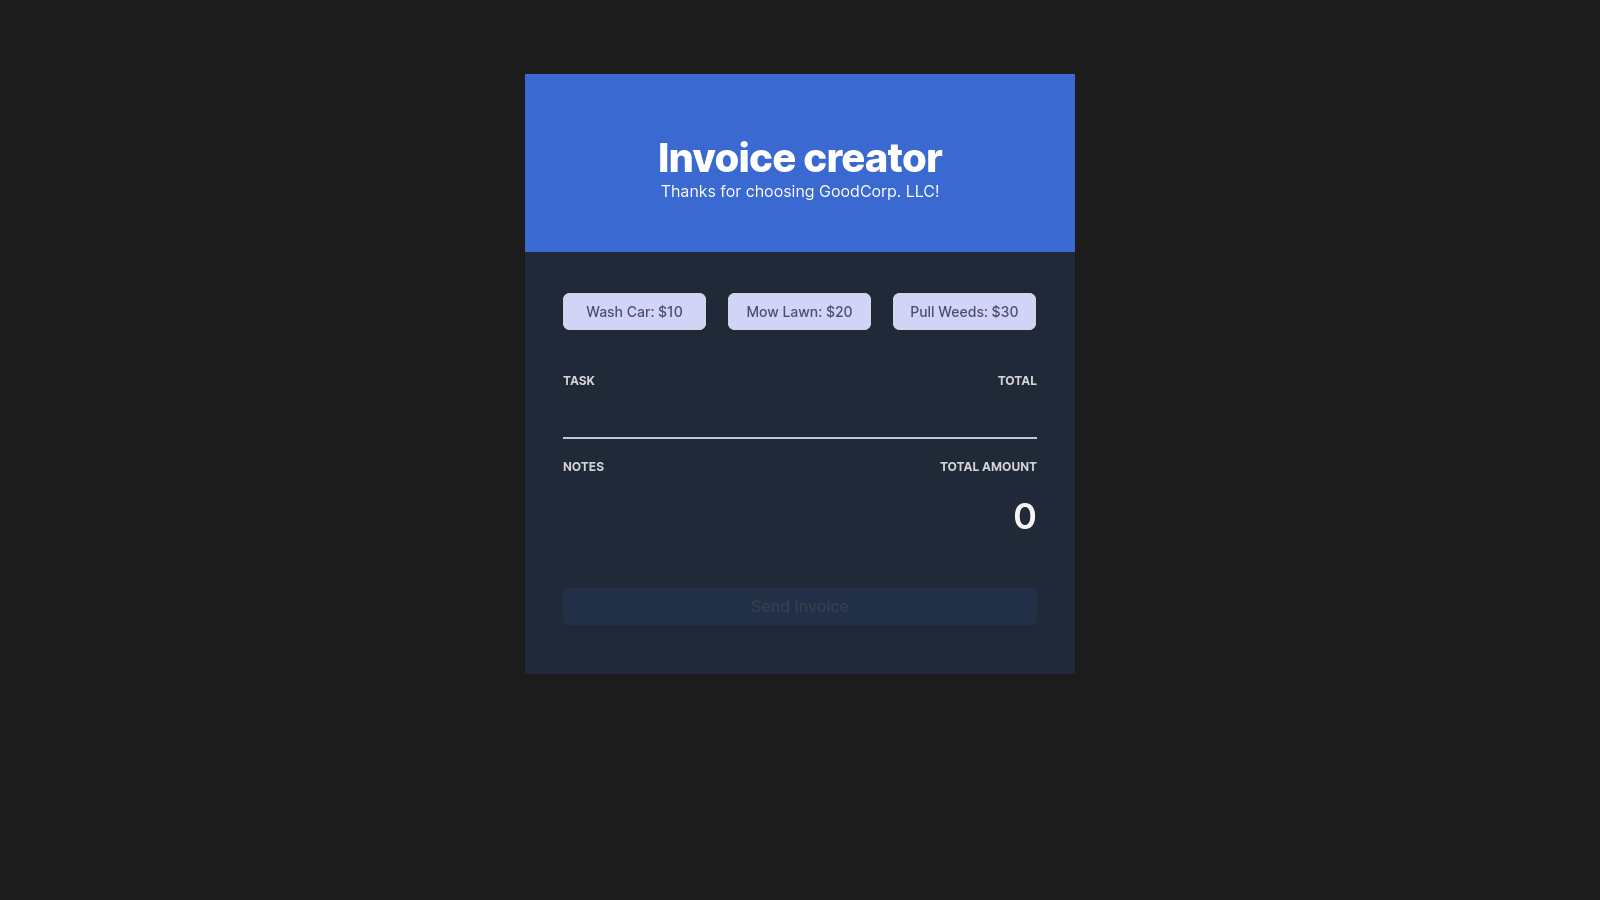 Invoice creator
Thanks for choosing GoodCorp. LLC!
Wash Car: $10 Mow Lawn: $20 Pull Weeds: $30
TASK TOTAL
NOTES TOTAL AMOUNT
0
Send Invoice